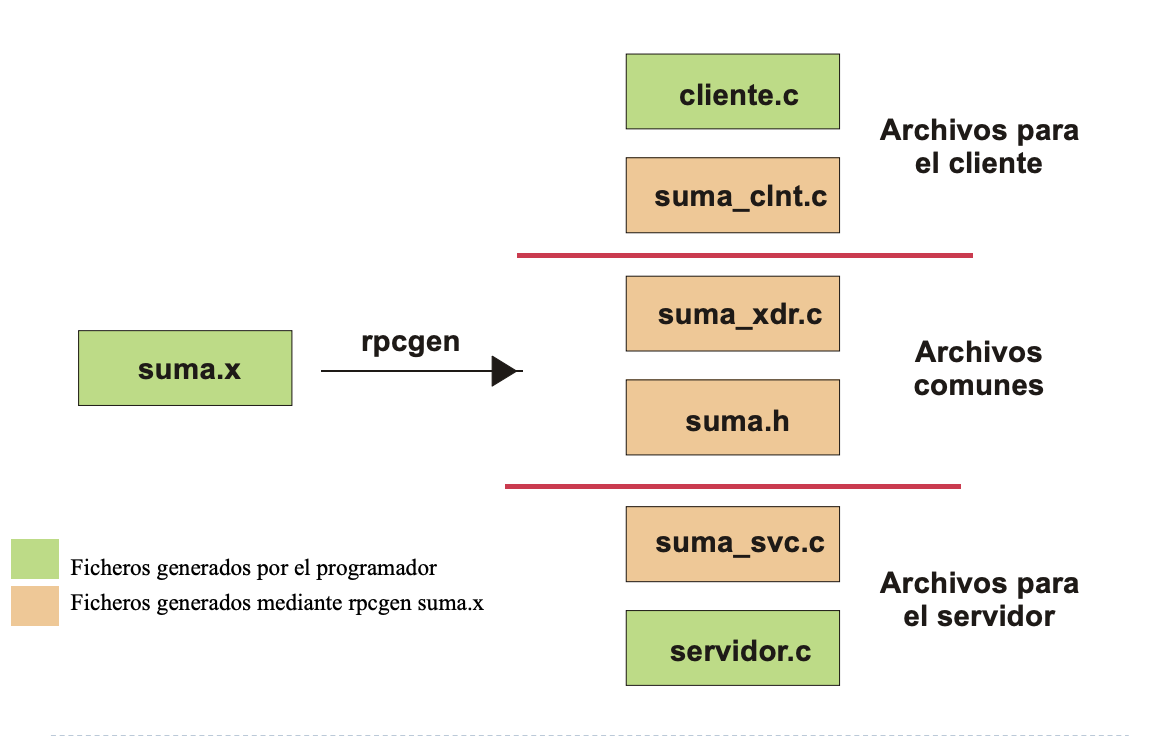 cliente.c
Archivos para
el cliente
suma_clnt.c
suma_xdr.c
rpcgen
suma.x
Archivos
comunes
suma.h
suma_svc.c
Ficheros generados por el programador
Ficheros generados mediante rpcgen suma.x
Archivos para
el servidor
servidor.c